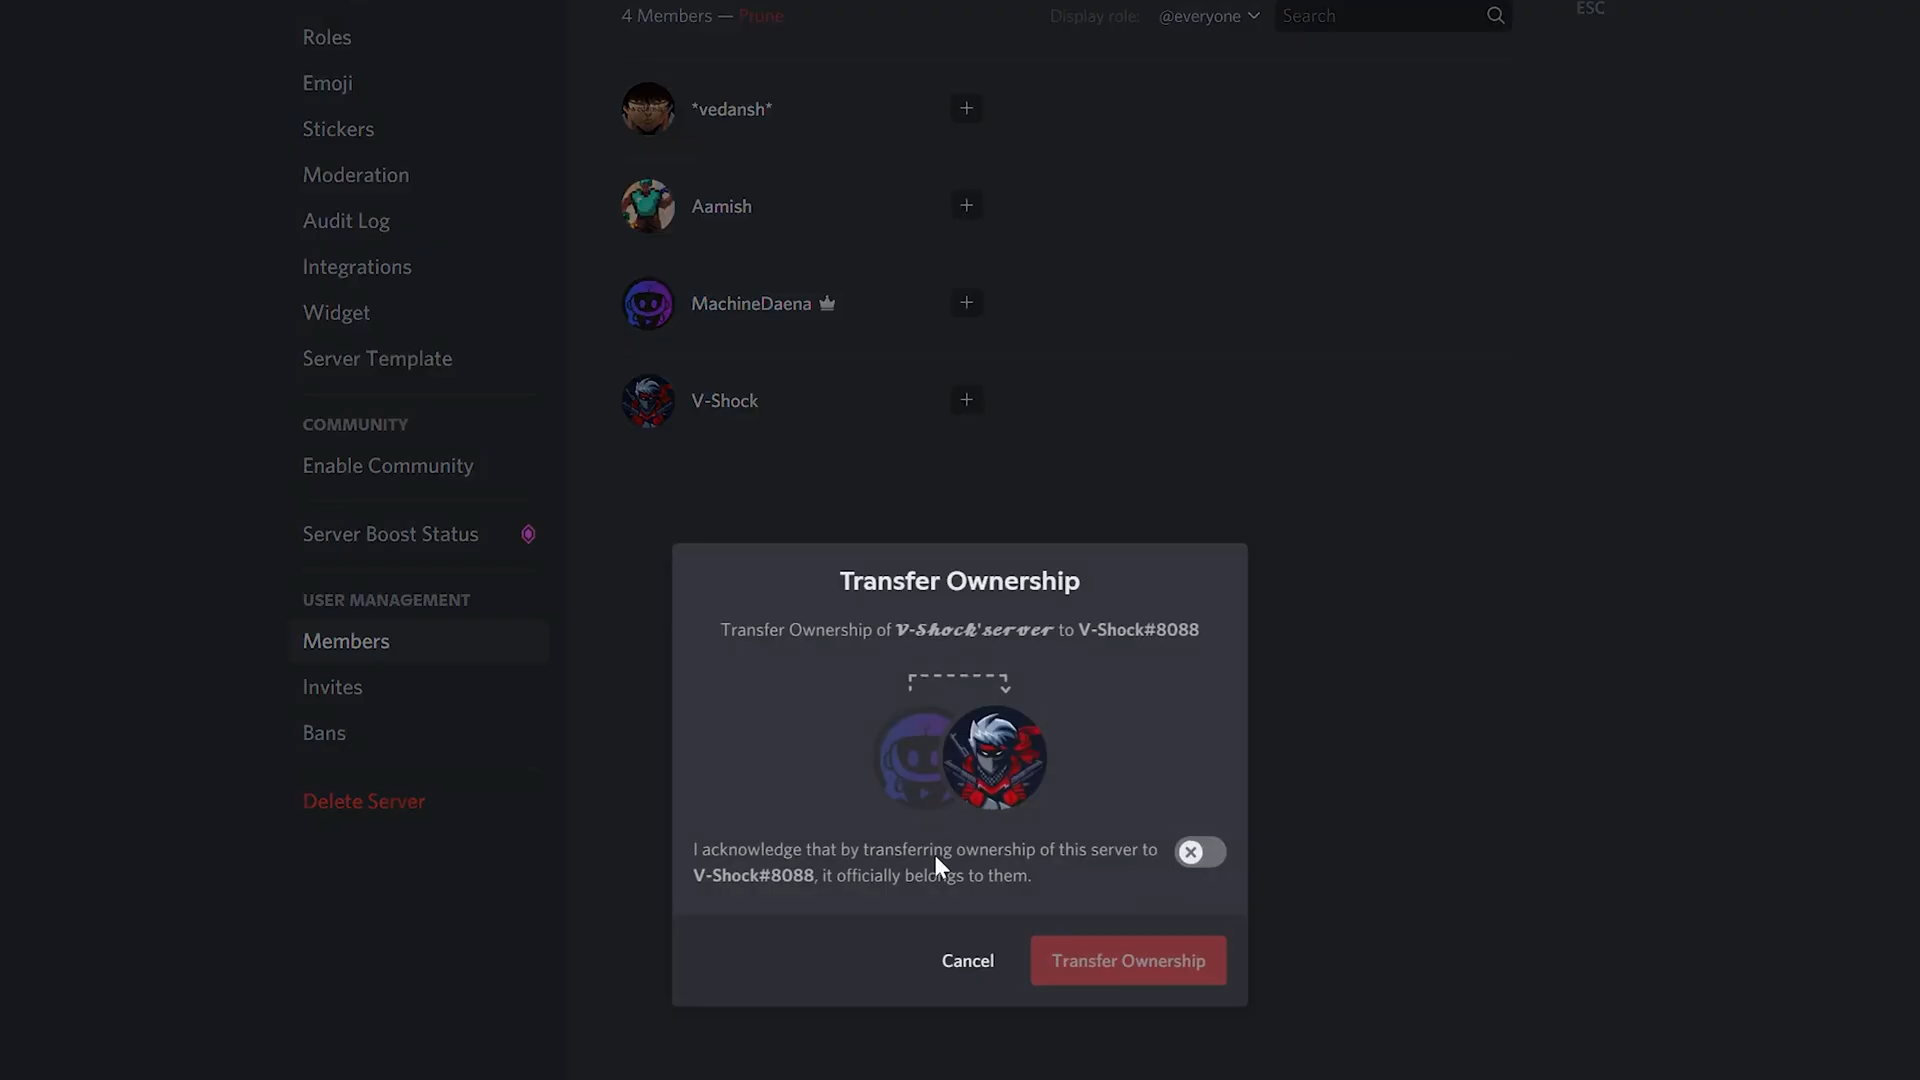 4 Members — Prune
Display role: @everyone
Search
ESC
Roles
Emoji
Stickers
Moderation
Audit Log
Integrations
Widget
Server Template
COMMUNITY
Enable Community
Server Boost Status
USER MANAGEMENT
Members
Invites
Bans
Delete Server
*vedansh*
Aamish
MachineDaena
V-Shock
Transfer Ownership
Transfer Ownership of 𝓥-𝓢𝓱𝓸𝓬𝓴'𝓼𝓮𝓻𝓿𝓮𝓻 to V-Shock#8088
I acknowledge that by transferring ownership of this server to
V-Shock#8088, it officially belongs to them.
Cancel
Transfer Ownership